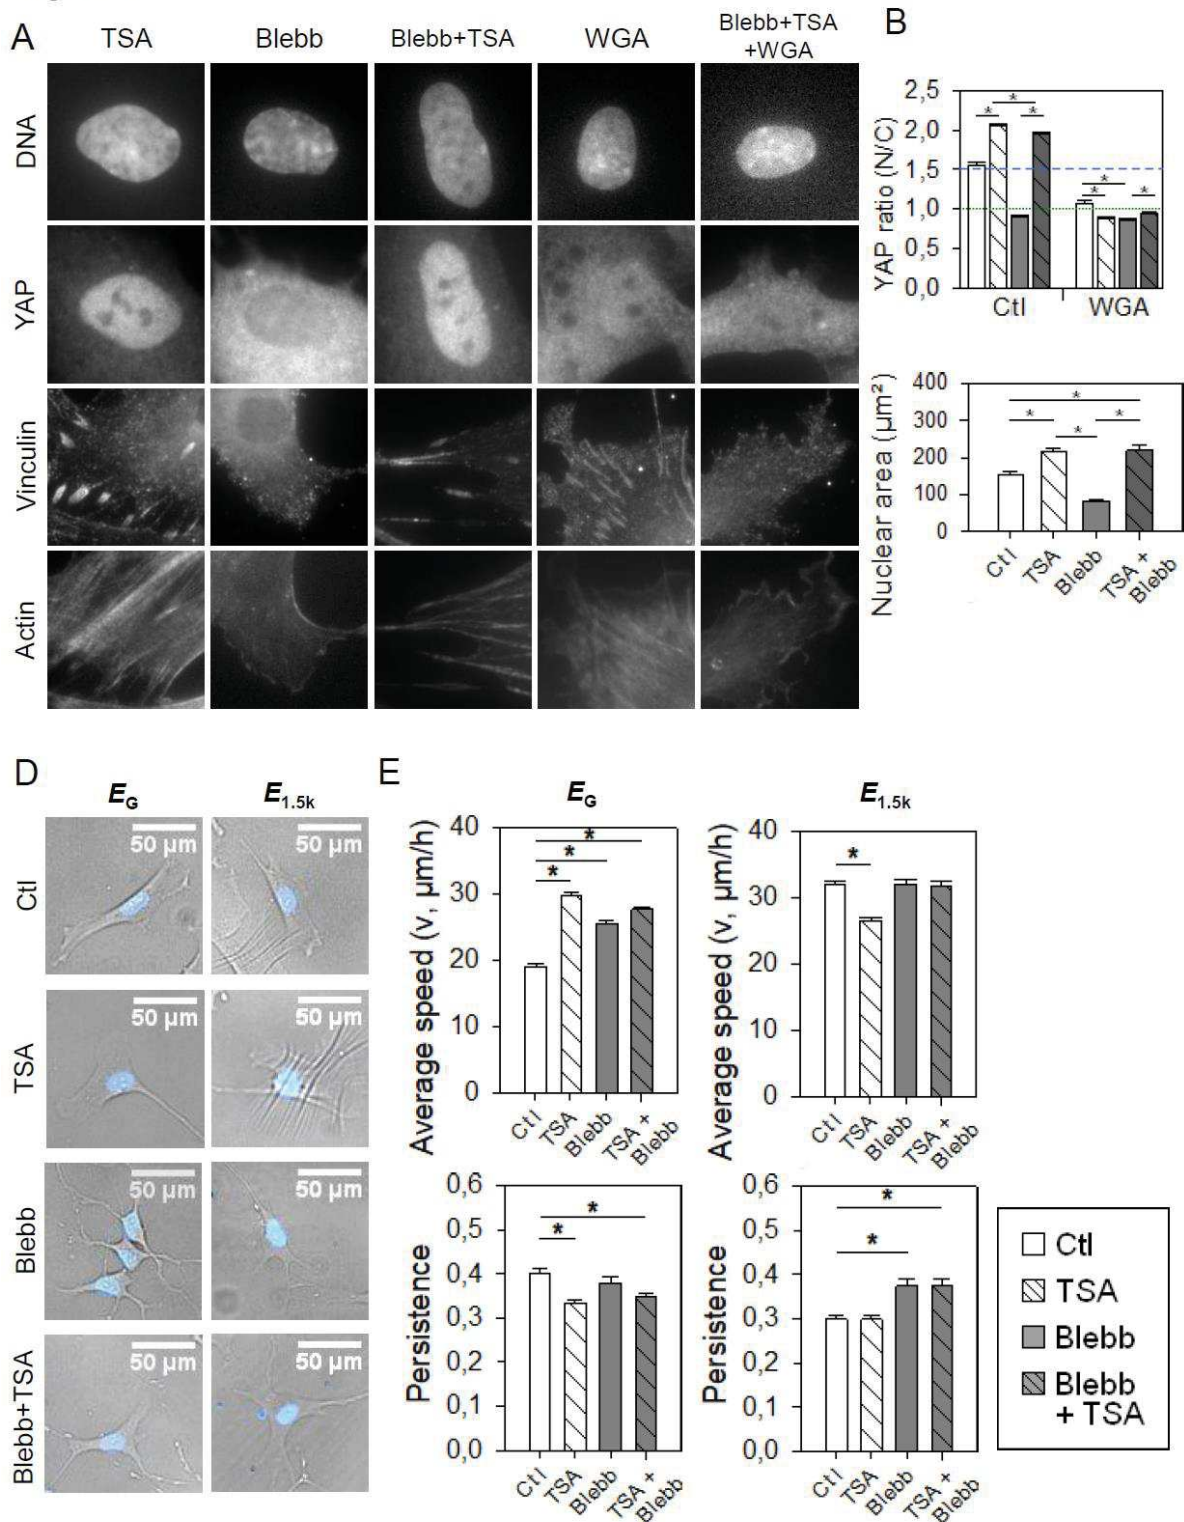 A
TSA
Blebb
Blebb+TSA
WGA
Blebb+TSA
+WGA
DNA
YAP
Vinculin
Actin
B
YAP ratio (N/C)
2,5
2,0
1,5
1,0
0,5
0,0
* * *
* * * *
Ctl
WGA
Nuclear area (µm²)
400
300
200
100
0
*
* * *
Ctl
TSA
Blebb
TSA +
Blebb
D
E_G
E_1.5k
Ctl
50 µm
50 µm
TSA
50 µm
50 µm
Blebb
50 µm
50 µm
Blebb+TSA
50 µm
50 µm
E
E_G
Average speed (v, µm/h)
40
30
20
10
0
*
*
*
Ctl
TSA
Blebb
TSA +
Blebb
E_1.5k
Average speed (v, µm/h)
40
30
20
10
0
*
Ctl
TSA
Blebb
TSA +
Blebb
Persistence
0,6
0,5
0,4
0,3
0,2
0,1
0,0
*
*
Ctl
TSA
Blebb
TSA +
Blebb
Persistence
0,6
0,5
0,4
0,3
0,2
0,1
0,0
*
*
Ctl
TSA
Blebb
TSA +
Blebb
Ctl
TSA
Blebb
Blebb
+ TSA